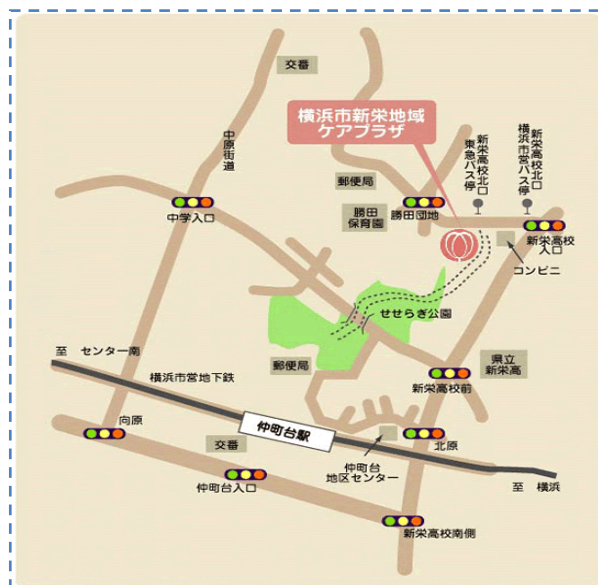 交番
横浜市新栄地域
ケアプラザ
中原街道
新栄高校北口
東急バス停
新栄高校北口
横浜市営バス停
郵便局
勝田
保育園
勝田団地
中学入口
新栄高校
入口
コンビニ
せせらぎ公園
至 センター南
横浜市営地下鉄
郵便局
県立
新栄高
新栄高校前
向原
交番
仲町台駅
北原
仲町台
地区センター
仲町台入口
至 横浜
新栄高校南側